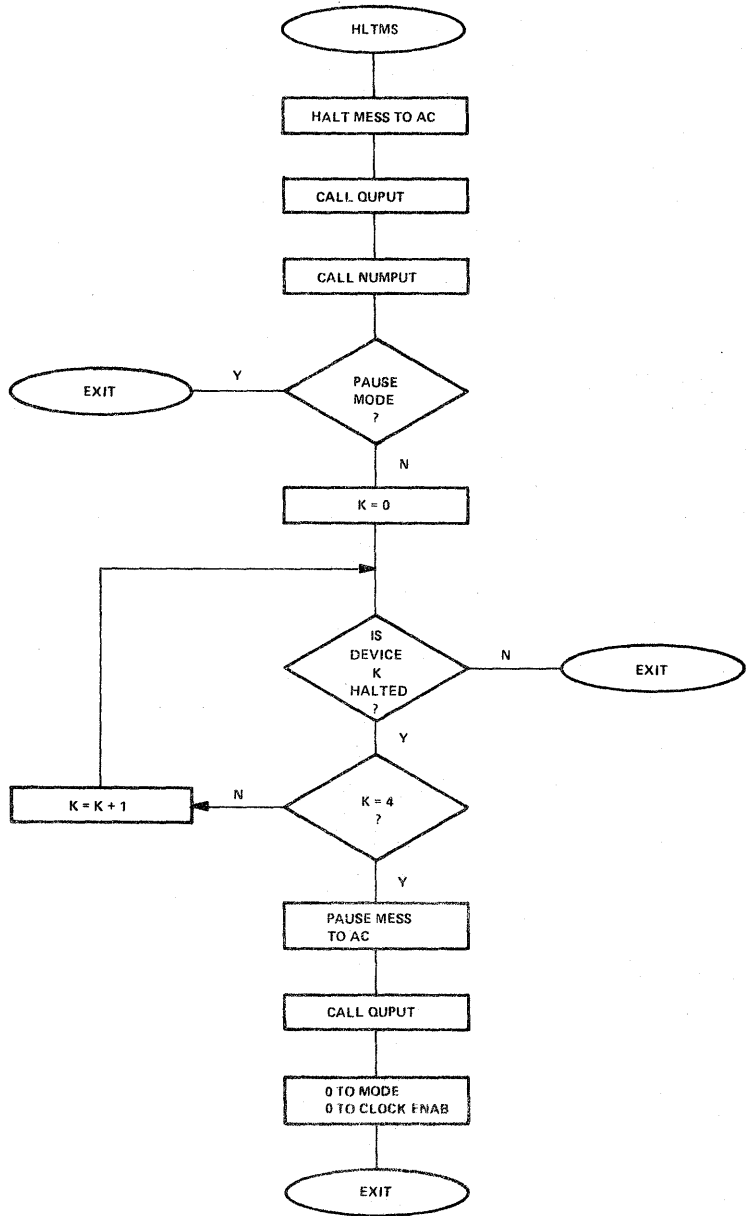 HLTMS
HALT MESS TO AC
CALL QUPUT
CALL NUMPUT
PAUSE
MODE
?
Y
EXIT
N
K = 0
IS
DEVICE
K
HALTED
?
N
EXIT
Y
K = 4
?
N
K = K + 1
Y
PAUSE MESS
TO AC
CALL QUPUT
0 TO MODE
0 TO CLOCK ENAB
EXIT